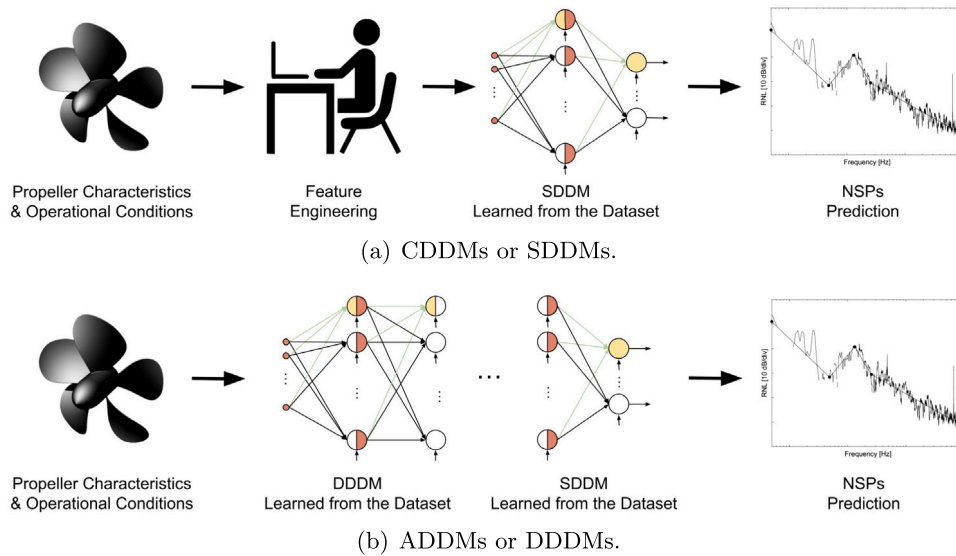 RNL [10 dB/div]
Frequency [Hz]
Propeller Characteristics
& Operational Conditions
Feature
Engineering
SDDM
Learned from the Dataset
NSPs
Prediction
(a) CDDMs or SDDMs.
RNL [10 dB/div]
Frequency [Hz]
Propeller Characteristics
& Operational Conditions
DDDM
Learned from the Dataset
SDDM
Learned from the Dataset
NSPs
Prediction
(b) ADDMs or DDDMs.